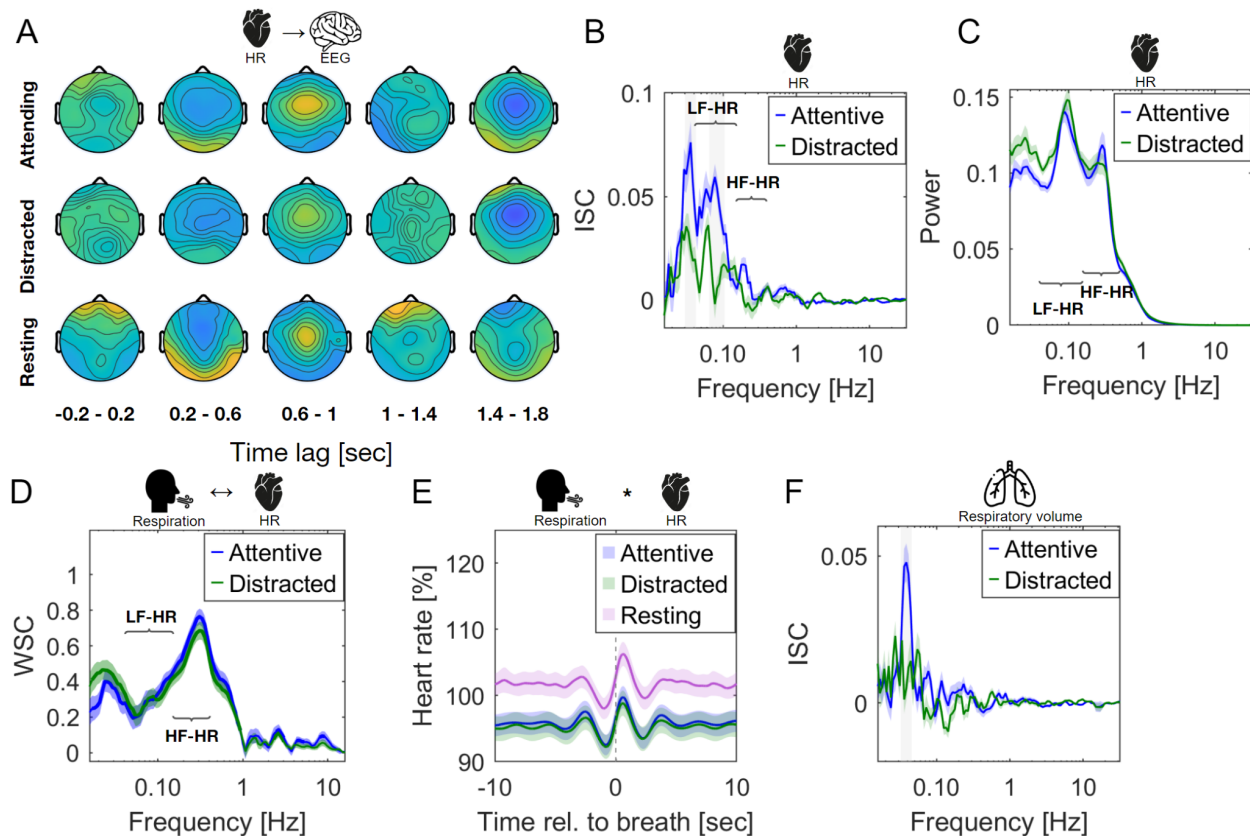 A
HR → EEG
Attending
Distracted
Resting
-0.2 - 0.2 0.2 - 0.6 0.6 - 1 1 - 1.4 1.4 - 1.8
Time lag [sec]
B
HR
0.1
0.05
0
ISC
LF-HR
HF-HR
Attentive
Distracted
0.10 1
Frequency [Hz]
C
HR
0.15
0.1
0.05
0
Power
LF-HR
HF-HR
Attentive
Distracted
0.10 1
Frequency [Hz]
D
Respiration ↔ HR
1
0.8
0.6
0.4
0.2
0
WSC
LF-HR
HF-HR
Attentive
Distracted
0.10 1 10
Frequency [Hz]
E
Respiration * HR
120
110
100
90
Heart rate [%]
Attentive
Distracted
Resting
-10 -5 0 5 10
Time rel. to breath [sec]
F
Respiratory volume
0.05
0
ISC
Attentive
Distracted
0.10 1 10
Frequency [Hz]